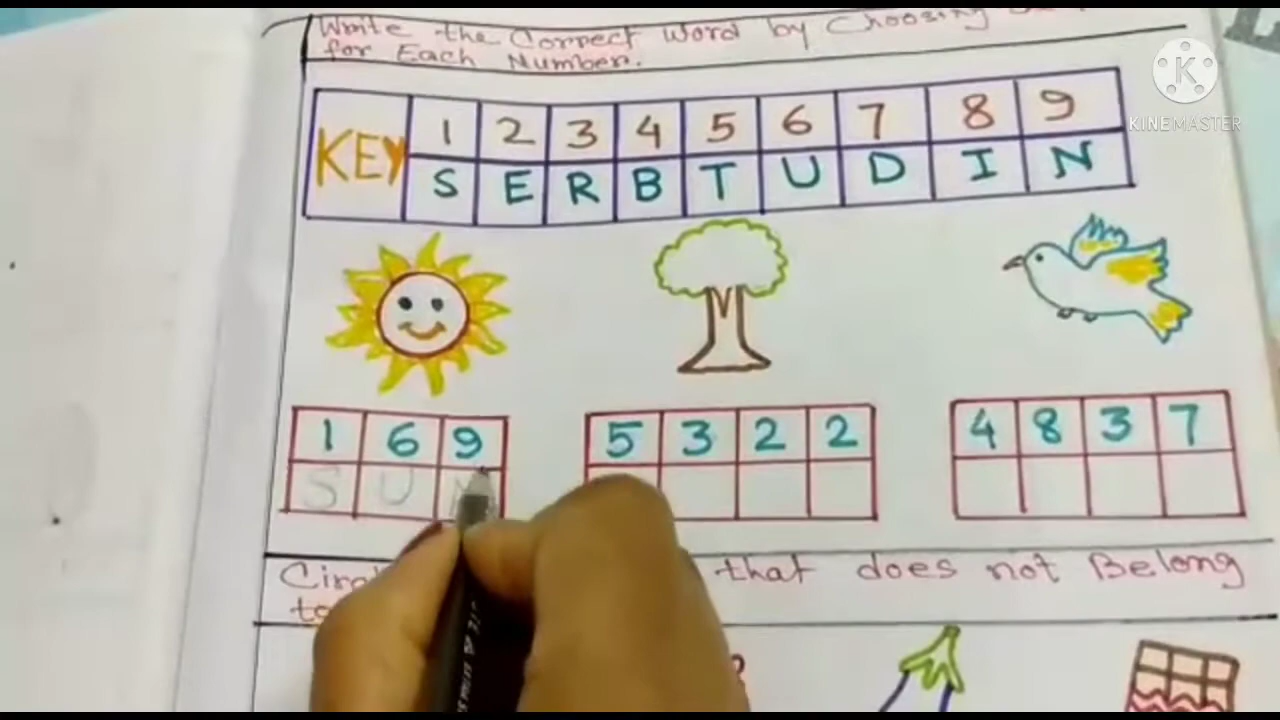 Write the Correct Word by Choosing
for Each Number.
KEY 1 2 3 4 5 6 7 8 9
S E R B T U D I N
KINEMASTER
1 6 9 5 3 2 2 4 8 3 7
S U N
that does not Belong